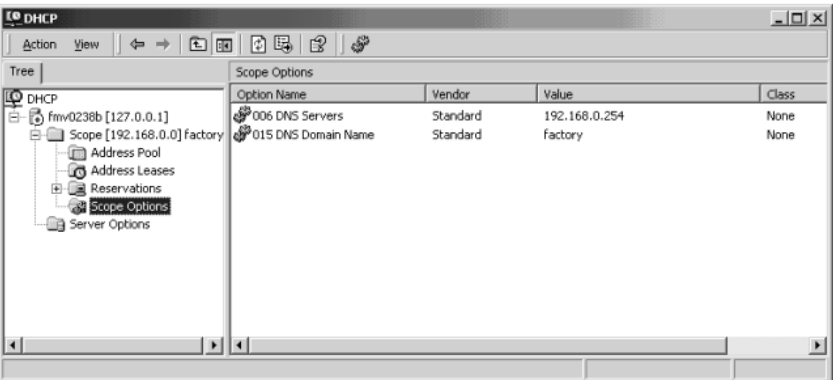 DHCP
Action View
Tree
Scope Options
DHCP
fmv0238b [127.0.0.1]
Scope [192.168.0.0] factory
Address Pool
Address Leases
Reservations
Scope Options
Server Options
Option Name Vendor Value Class
006 DNS Servers Standard 192.168.0.254 None
015 DNS Domain Name Standard factory None